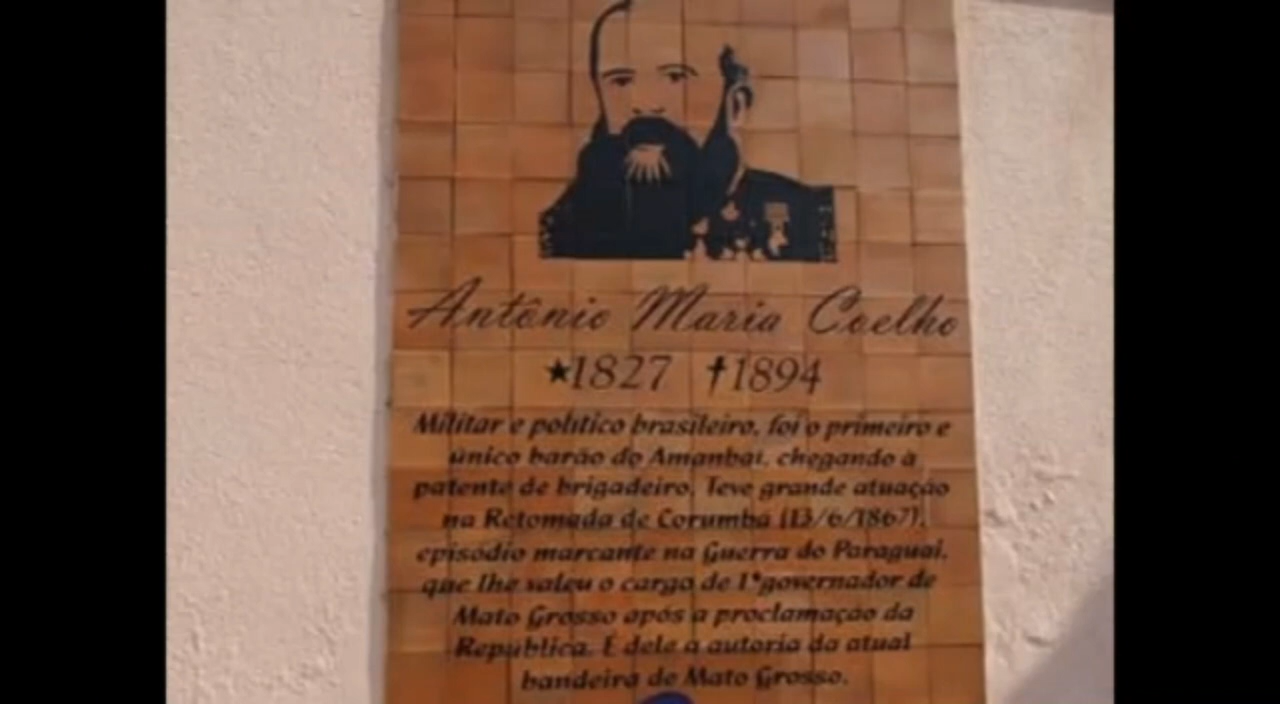 Antônio Maria Coelho
★1827 ✝1894
Militar e político brasileiro, foi o primeiro e
único barão do Amanbaí, chegando a
patente de brigadeiro. Teve grande atuação
na Retomada de Corumbá (13/6/1867),
episódio marcante na Guerra do Paraguai,
que lhe valeu o cargo de 1°governador de
Mato Grosso após a proclamação da
República. É dele a autoria da atual
bandeira de Mato Grosso.